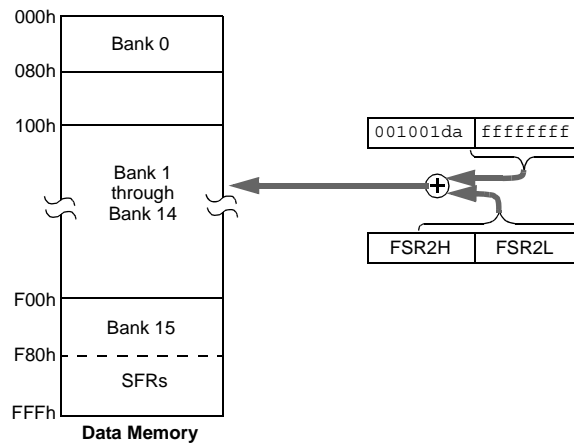 000h
Bank 0
080h
100h
001001da ffffffff
Bank 1
through
Bank 14
FSR2H FSR2L
F00h
Bank 15
F80h
SFRs
FFFh
Data Memory